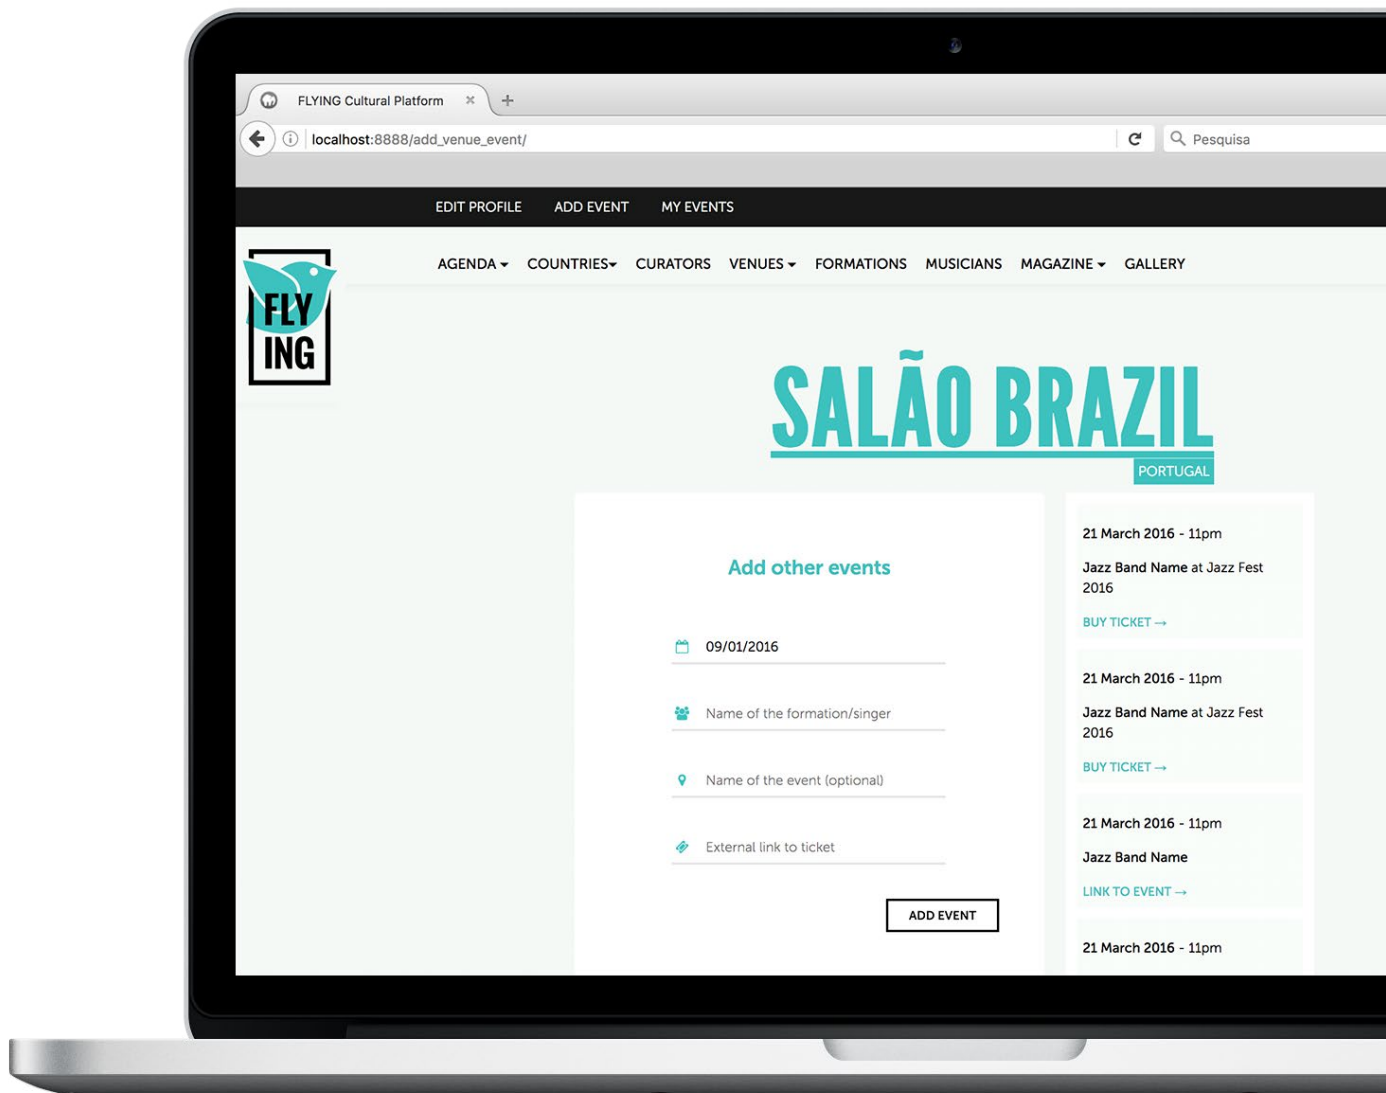 FLYING Cultural Platform
localhost:8888/add_venue_event/
Pesquisa
EDIT PROFILE ADD EVENT MY EVENTS
FLY
ING
AGENDA COUNTRIES CURATORS VENUES FORMATIONS MUSICIANS MAGAZINE GALLERY
SALÃO BRAZIL
PORTUGAL
Add other events
09/01/2016
Name of the formation/singer
Name of the event (optional)
External link to ticket
ADD EVENT
21 March 2016 - 11pm
Jazz Band Name at Jazz Fest
2016
BUY TICKET →
21 March 2016 - 11pm
Jazz Band Name at Jazz Fest
2016
BUY TICKET →
21 March 2016 - 11pm
Jazz Band Name
LINK TO EVENT →
21 March 2016 - 11pm